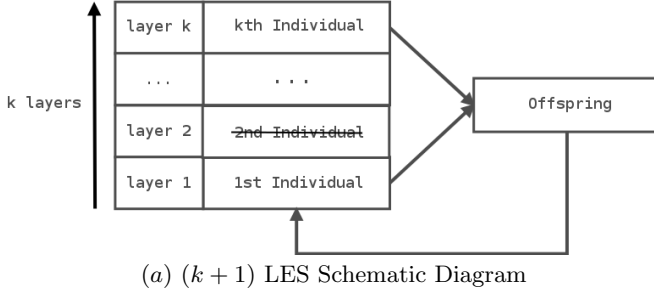 layer k kth Individual
... ...
k layers
Offspring
layer 2 2nd Individual
layer 1 1st Individual
(a) (k + 1) LES Schematic Diagram